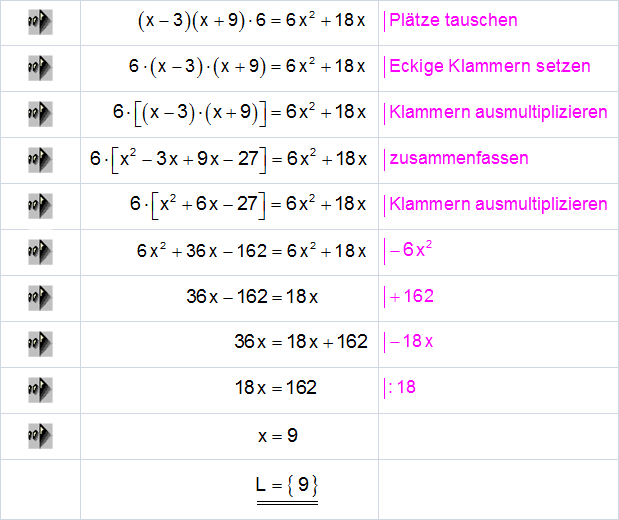 (x − 3)(x + 9) · 6 = 6x² + 18x |Plätze tauschen
6 · (x − 3) · (x + 9) = 6x² + 18x |Eckige Klammern setzen
6 · [(x − 3) · (x + 9)] = 6x² + 18x |Klammern ausmultiplizieren
6 · [x² − 3x + 9x − 27] = 6x² + 18x |zusammenfassen
6 · [x² + 6x − 27] = 6x² + 18x |Klammern ausmultiplizieren
6x² + 36x − 162 = 6x² + 18x |− 6x²
36x − 162 = 18x |+ 162
36x = 18x + 162 |− 18x
18x = 162 |: 18
x = 9
L = {9}